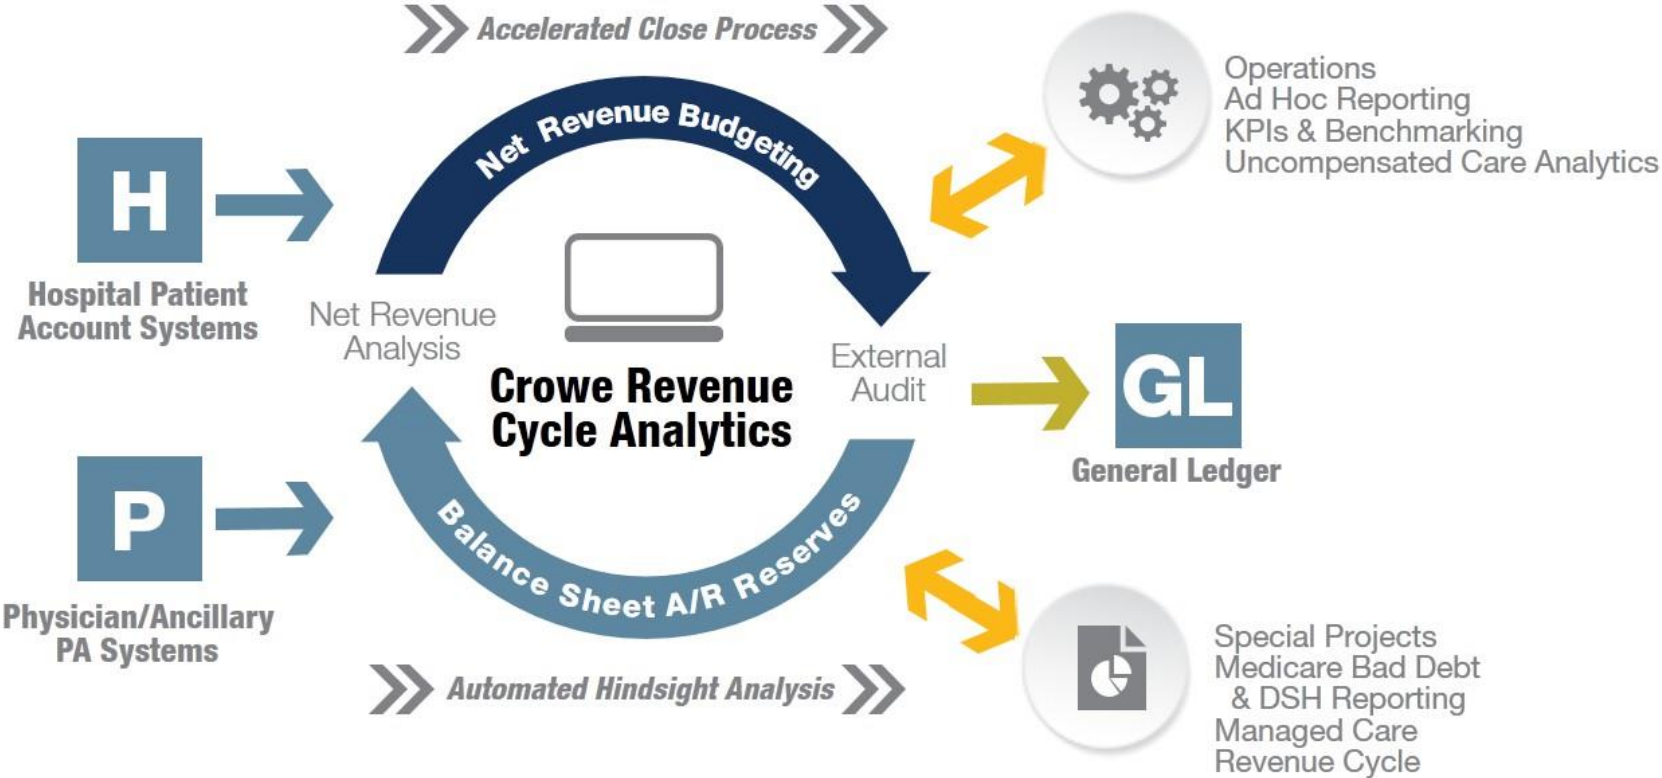 Accelerated Close Process
Operations
Ad Hoc Reporting
KPIs & Benchmarking
Uncompensated Care Analytics
Net Revenue Budgeting
H
Hospital Patient
Account Systems
Net Revenue
Analysis
External
Audit
Crowe Revenue
Cycle Analytics
GL
General Ledger
P
Physician/Ancillary
PA Systems
Balance Sheet A/R Reserves
Automated Hindsight Analysis
Special Projects
Medicare Bad Debt
& DSH Reporting
Managed Care
Revenue Cycle